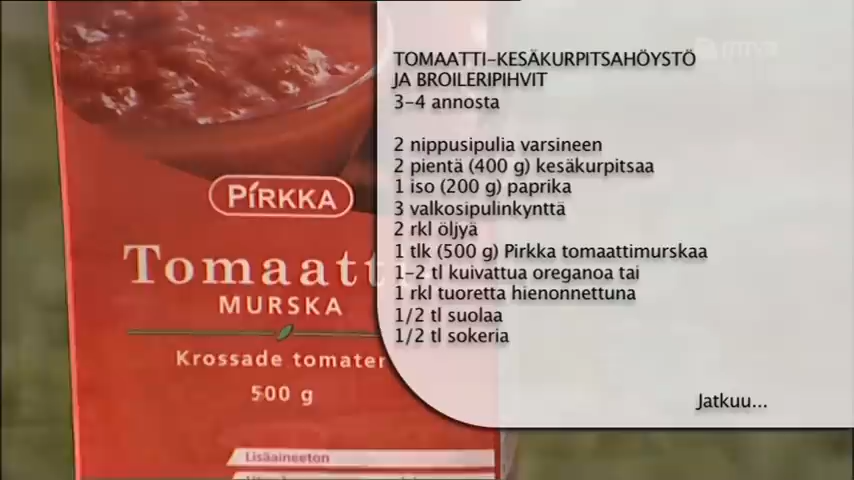 TOMAATTI-KESÄKURPITSAHÖYSTÖ
JA BROILERIPIHVIT
3-4 annosta
2 nippusipulia varsineen
2 pientä (400 g) kesäkurpitsaa
1 iso (200 g) paprika
3 valkosipulinkynttä
2 rkl öljyä
1 tlk (500 g) Pirkka tomaattimurskaa
1-2 tl kuivattua oreganoa tai
1 rkl tuoretta hienonnettuna
1/2 tl suolaa
1/2 tl sokeria
Jatkuu...
PIRKKA
Tomaatti
MURSKA
Krossade tomater
500 g
Lisäaineeton